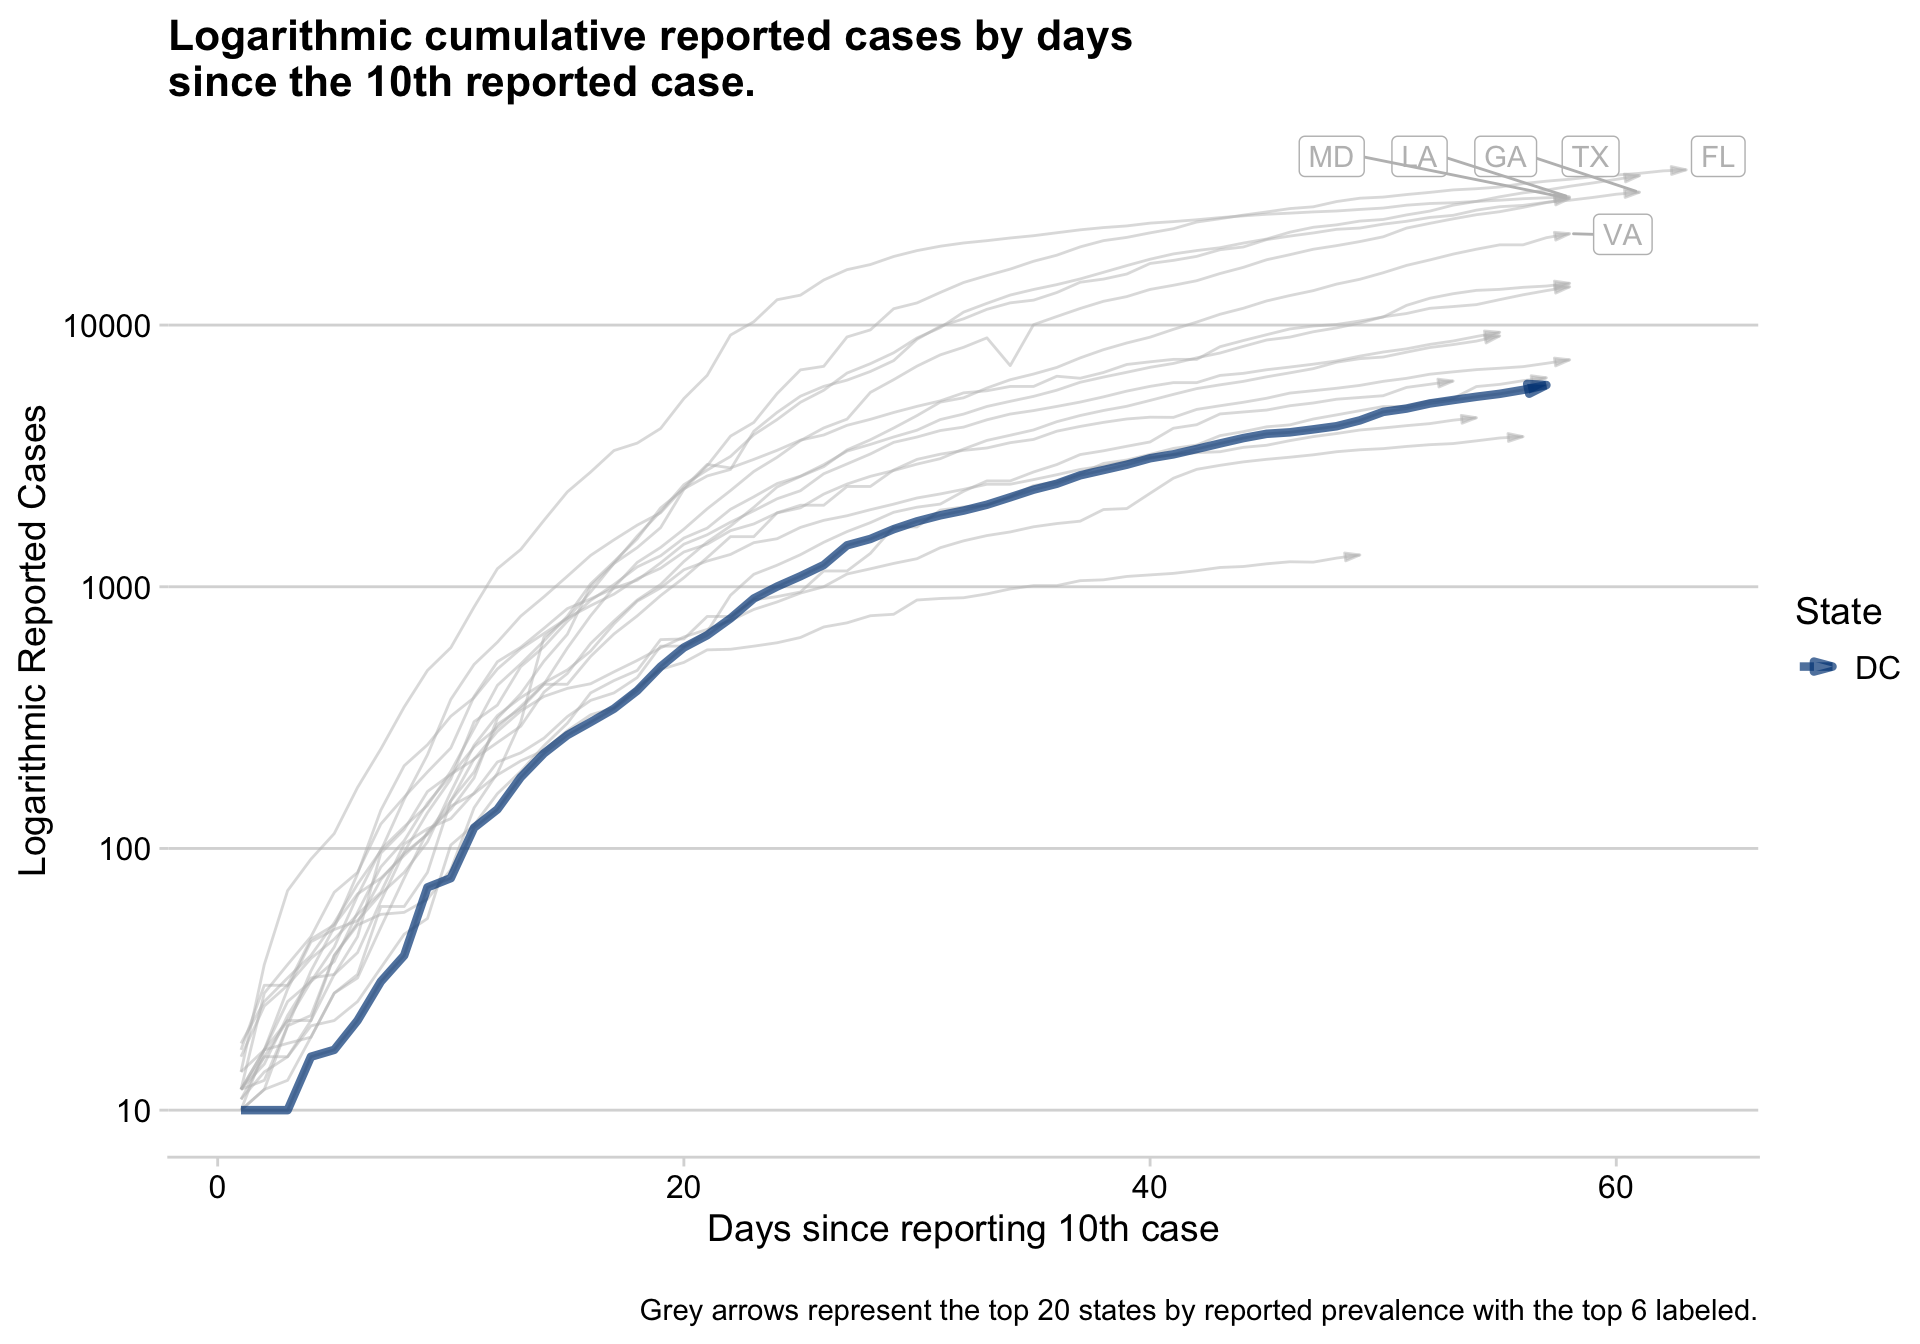 Logarithmic cumulative reported cases by days
since the 10th reported case.
MD
LA
GA
TX
FL
VA
10000
1000
100
10
Logarithmic Reported Cases
0
20
40
60
Days since reporting 10th case
State
DC
Grey arrows represent the top 20 states by reported prevalence with the top 6 labeled.